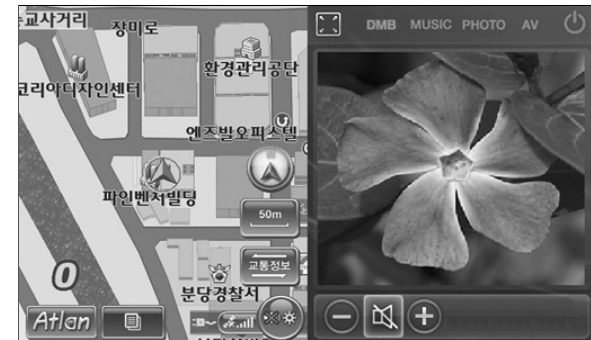 교사거리
장미로
환경관리공단
코리아디자인센터
엔즈빌오피스텔
파인벤처빌딩
50m
교통정보
분당경찰서
0
Atlan
DMB MUSIC PHOTO AV